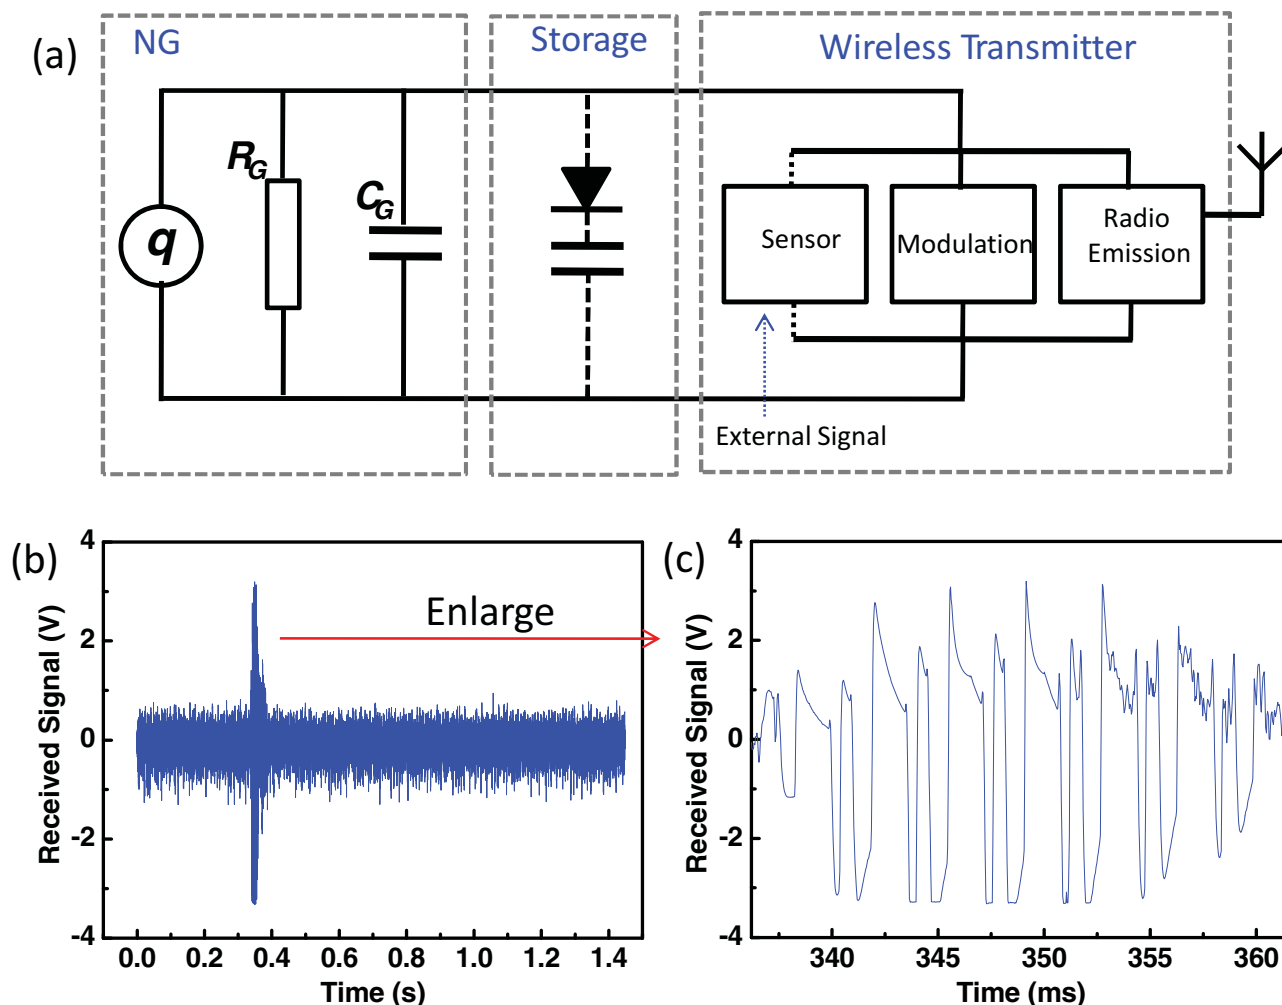 (a)
NG
Storage
Wireless Transmitter
R_G
C_G
q
Sensor
Modulation
Radio
Emission
External Signal
(b)
Enlarge
Received Signal (V)
4
2
0
-2
-4
0.0 0.2 0.4 0.6 0.8 1.0 1.2 1.4
Time (s)
(c)
Received Signal (V)
4
2
0
-2
-4
340 345 350 355 360
Time (ms)